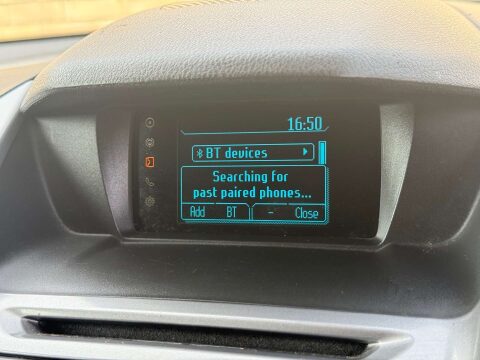 16:50
BT devices
Searching for
past paired phones...
Add BT - Close